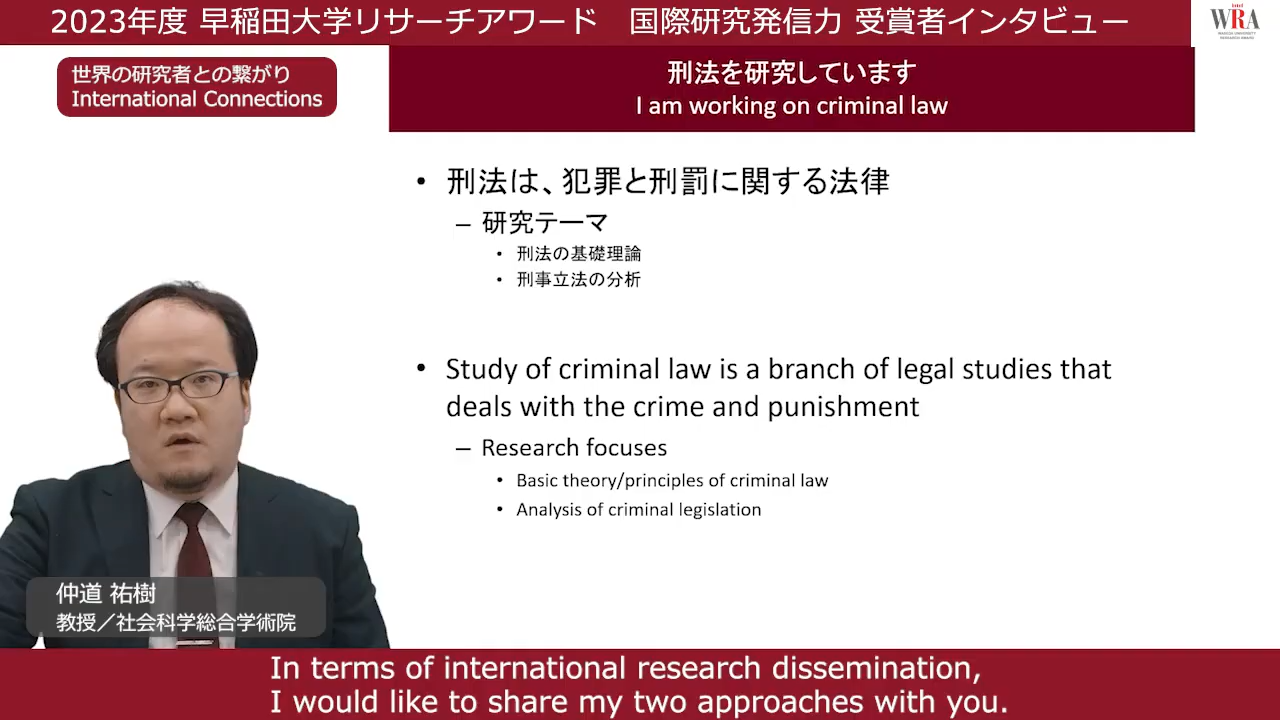 2023年度 早稲田大学リサーチアワード　国際研究発信力 受賞者インタビュー
WRA
世界の研究者との繋がり
International Connections
刑法を研究しています
I am working on criminal law
• 刑法は、犯罪と刑罰に関する法律
– 研究テーマ
• 刑法の基礎理論
• 刑事立法の分析
• Study of criminal law is a branch of legal studies that
deals with the crime and punishment
– Research focuses
• Basic theory/principles of criminal law
• Analysis of criminal legislation
仲道 祐樹
教授／社会科学総合学術院
In terms of international research dissemination,
I would like to share my two approaches with you.